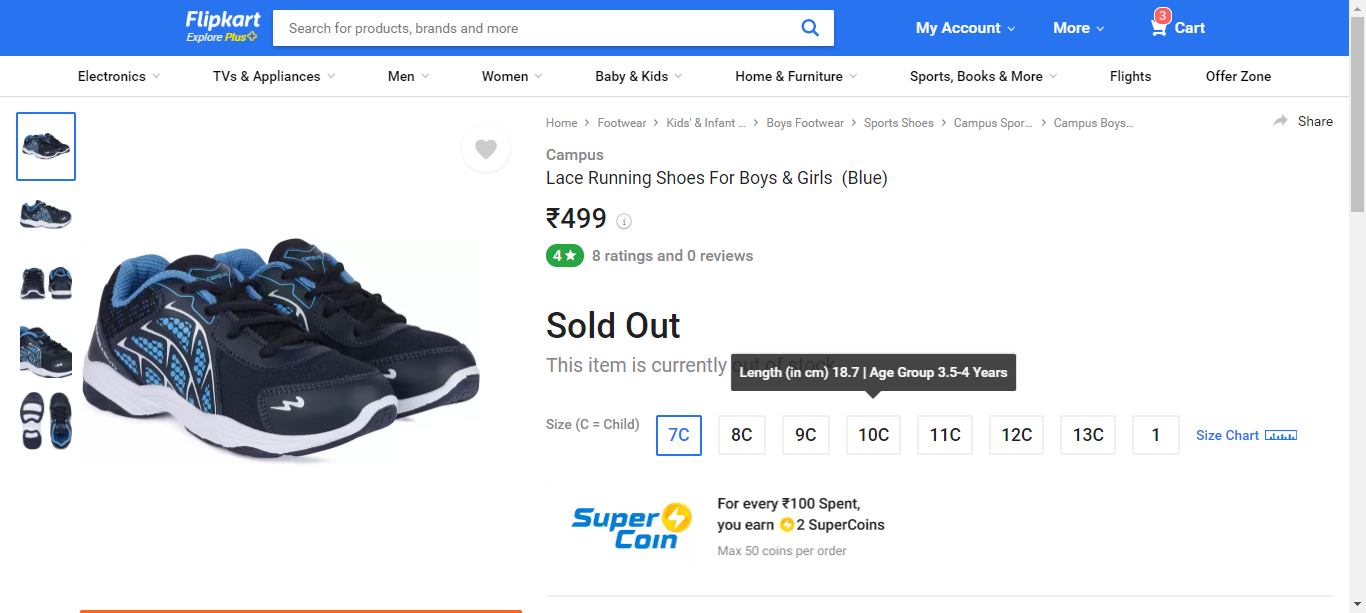 Flipkart
Explore Plus
Search for products, brands and more
My Account
More
3
Cart
Electronics
TVs & Appliances
Men
Women
Baby & Kids
Home & Furniture
Sports, Books & More
Flights
Offer Zone
Home > Footwear > Kids' & Infant ... > Boys Footwear > Sports Shoes > Campus Spor... > Campus Boys...
Share
Campus
Lace Running Shoes For Boys & Girls (Blue)
₹499
4★ 8 ratings and 0 reviews
Sold Out
This item is currently out of stock
Length (in cm) 18.7 | Age Group 3.5-4 Years
Size (C = Child)
7C
8C
9C
10C
11C
12C
13C
1
Size Chart
Super Coin
For every ₹100 Spent,
you earn 2 SuperCoins
Max 50 coins per order
campus
campus